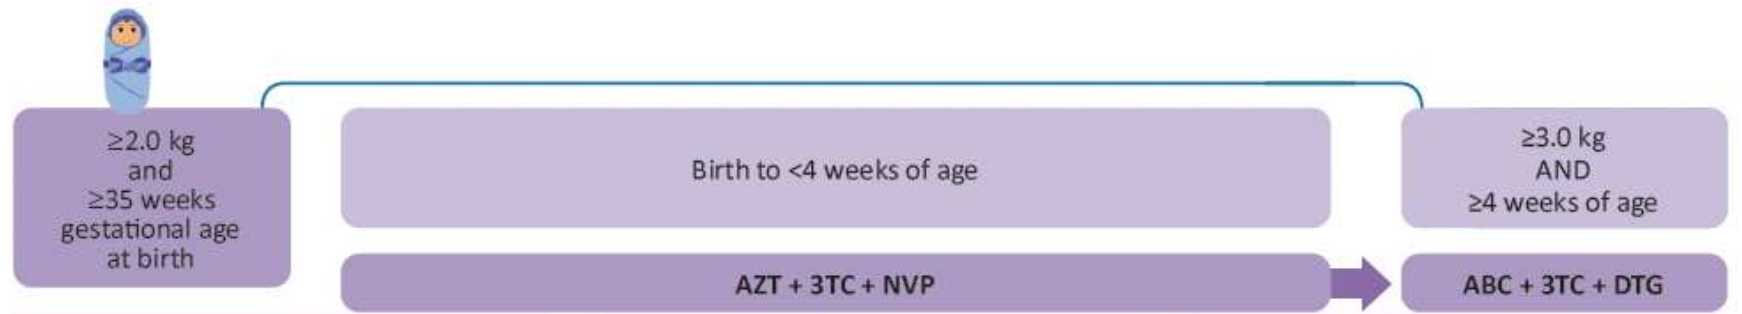 ≥2.0 kg
and
≥35 weeks
gestational age
at birth
Birth to <4 weeks of age
≥3.0 kg
AND
≥4 weeks of age
AZT + 3TC + NVP
ABC + 3TC + DTG